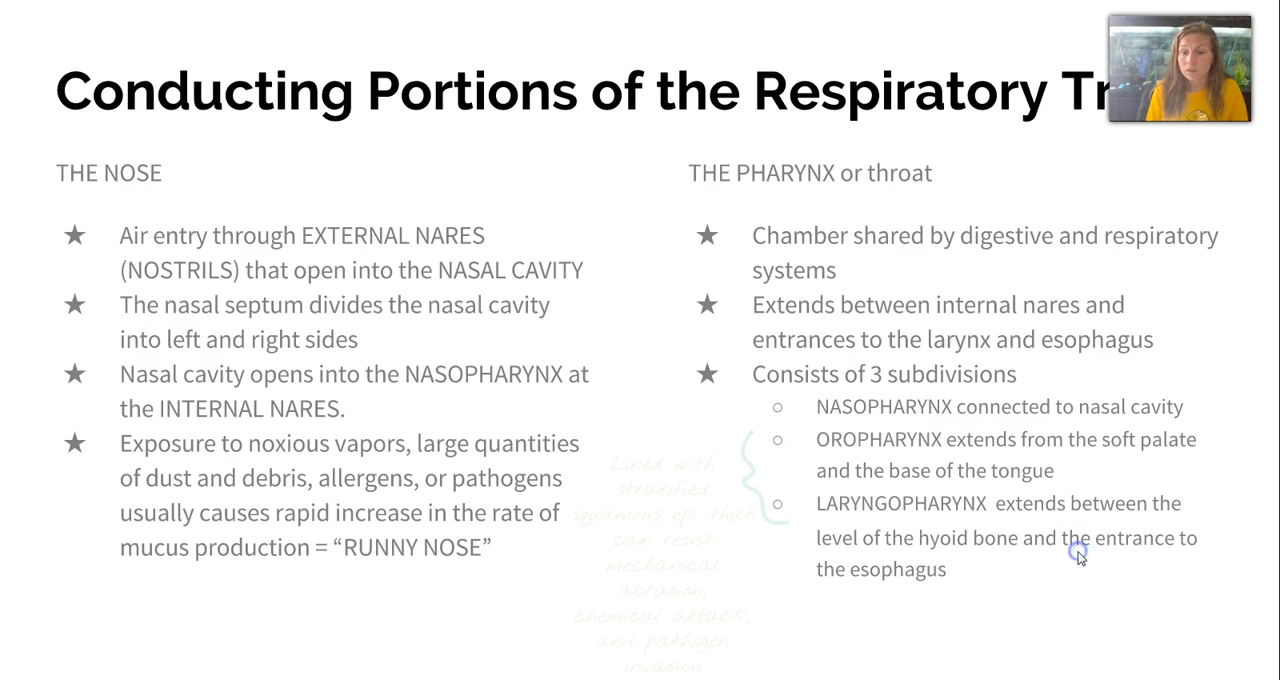 Conducting Portions of the Respiratory Tr
THE NOSE
★ Air entry through EXTERNAL NARES
(NOSTRILS) that open into the NASAL CAVITY
★ The nasal septum divides the nasal cavity
into left and right sides
★ Nasal cavity opens into the NASOPHARYNX at
the INTERNAL NARES.
★ Exposure to noxious vapors, large quantities
of dust and debris, allergens, or pathogens
usually causes rapid increase in the rate of
mucus production = “RUNNY NOSE”
Lined with
stratified
squamous epi. that
can resist
mechanical
abrasion,
chemical attack,
and pathogen
invasion
THE PHARYNX or throat
★ Chamber shared by digestive and respiratory
systems
★ Extends between internal nares and
entrances to the larynx and esophagus
★ Consists of 3 subdivisions
○ NASOPHARYNX connected to nasal cavity
○ OROPHARYNX extends from the soft palate
and the base of the tongue
○ LARYNGOPHARYNX extends between the
level of the hyoid bone and the entrance to
the esophagus